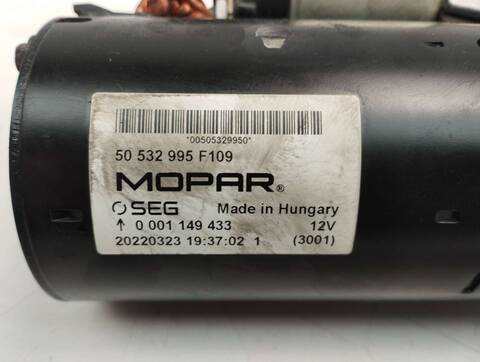 *00505329950*
50 532 995 F109
MOPAR®
SEG Made in Hungary
↑ 0 001 149 433 12V
20220323 19:37:02 1 (3001)